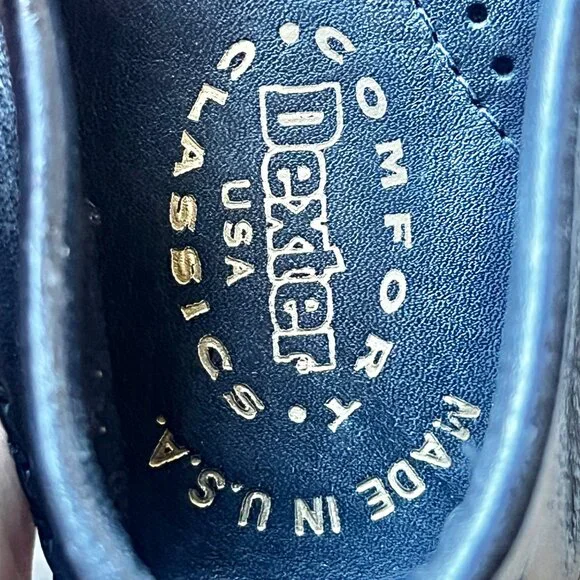 COMFORT
Dexter
USA
CLASSICS
MADE IN U.S.A.